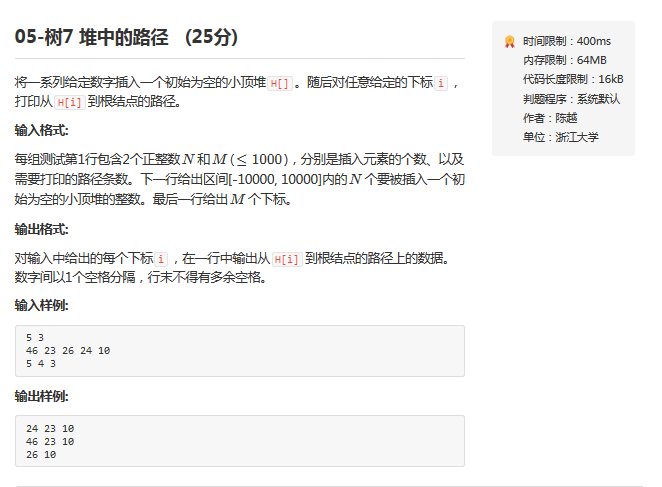 05-树7 堆中的路径 (25分)
将一系列给定数字插入一个初始为空的小顶堆H[]。随后对任意给定的下标i，
打印从H[i]到根结点的路径。
输入格式:
每组测试第1行包含2个正整数N和M(≤1000)，分别是插入元素的个数、以及
需要打印的路径条数。下一行给出区间[-10000, 10000]内的N个要被插入一个初
始为空的小顶堆的整数。最后一行给出M个下标。
输出格式:
对输入中给出的每个下标i，在一行中输出从H[i]到根结点的路径上的数据。
数字间以1个空格分隔，行末不得有多余空格。
输入样例:
5 3
46 23 26 24 10
5 4 3
输出样例:
24 23 10
46 23 10
26 10
时间限制：400ms
内存限制：64MB
代码长度限制：16kB
判题程序：系统默认
作者：陈越
单位：浙江大学